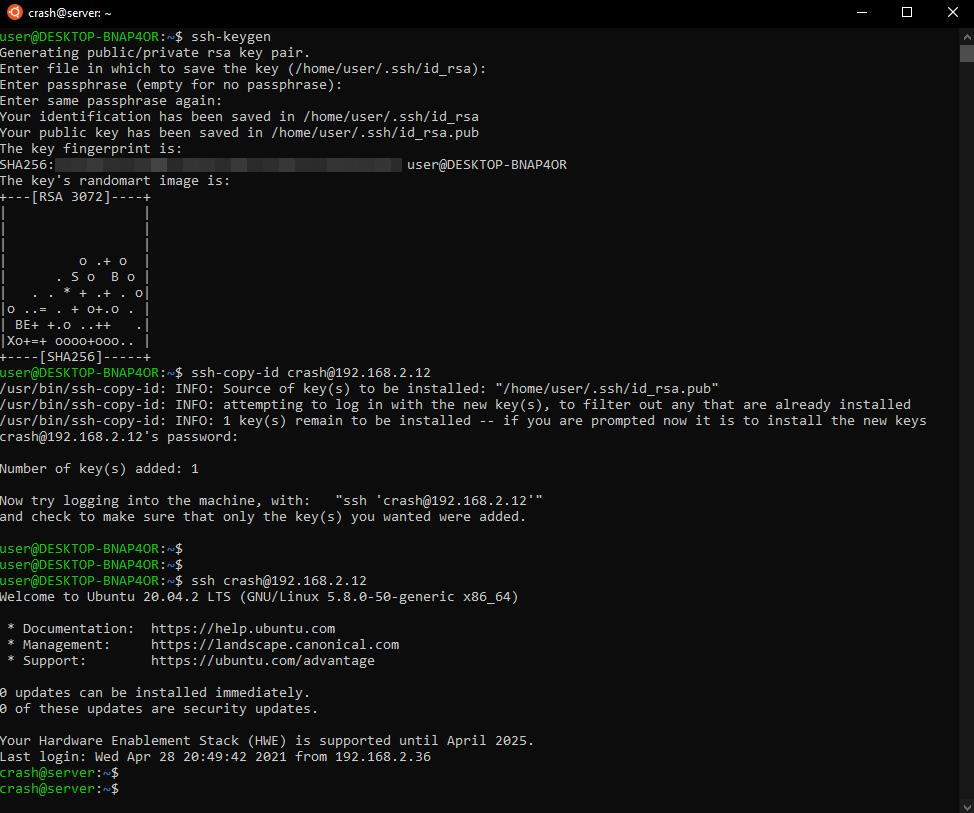 crash@server: ~
user@DESKTOP-BNAP4OR:~$ ssh-keygen
Generating public/private rsa key pair.
Enter file in which to save the key (/home/user/.ssh/id_rsa):
Enter passphrase (empty for no passphrase):
Enter same passphrase again:
Your identification has been saved in /home/user/.ssh/id_rsa
Your public key has been saved in /home/user/.ssh/id_rsa.pub
The key fingerprint is:
SHA256: user@DESKTOP-BNAP4OR
The key's randomart image is:
+---[RSA 3072]----+
|                 |
|                 |
|                 |
|         o .+ o  |
|      . S o  B o |
|   . . * + .+ . o|
|o ..= . + o+.o . |
| BE+ +.o ..++   .|
|Xo+=+ oooo+ooo.. |
+----[SHA256]-----+
user@DESKTOP-BNAP4OR:~$ ssh-copy-id crash@192.168.2.12
/usr/bin/ssh-copy-id: INFO: Source of key(s) to be installed: "/home/user/.ssh/id_rsa.pub"
/usr/bin/ssh-copy-id: INFO: attempting to log in with the new key(s), to filter out any that are already installed
/usr/bin/ssh-copy-id: INFO: 1 key(s) remain to be installed -- if you are prompted now it is to install the new keys
crash@192.168.2.12's password:
Number of key(s) added: 1
Now try logging into the machine, with:   "ssh 'crash@192.168.2.12'"
and check to make sure that only the key(s) you wanted were added.
user@DESKTOP-BNAP4OR:~$
user@DESKTOP-BNAP4OR:~$
user@DESKTOP-BNAP4OR:~$ ssh crash@192.168.2.12
Welcome to Ubuntu 20.04.2 LTS (GNU/Linux 5.8.0-50-generic x86_64)
 * Documentation:  https://help.ubuntu.com
 * Management:     https://landscape.canonical.com
 * Support:        https://ubuntu.com/advantage
0 updates can be installed immediately.
0 of these updates are security updates.
Your Hardware Enablement Stack (HWE) is supported until April 2025.
Last login: Wed Apr 28 20:49:42 2021 from 192.168.2.36
crash@server:~$
crash@server:~$